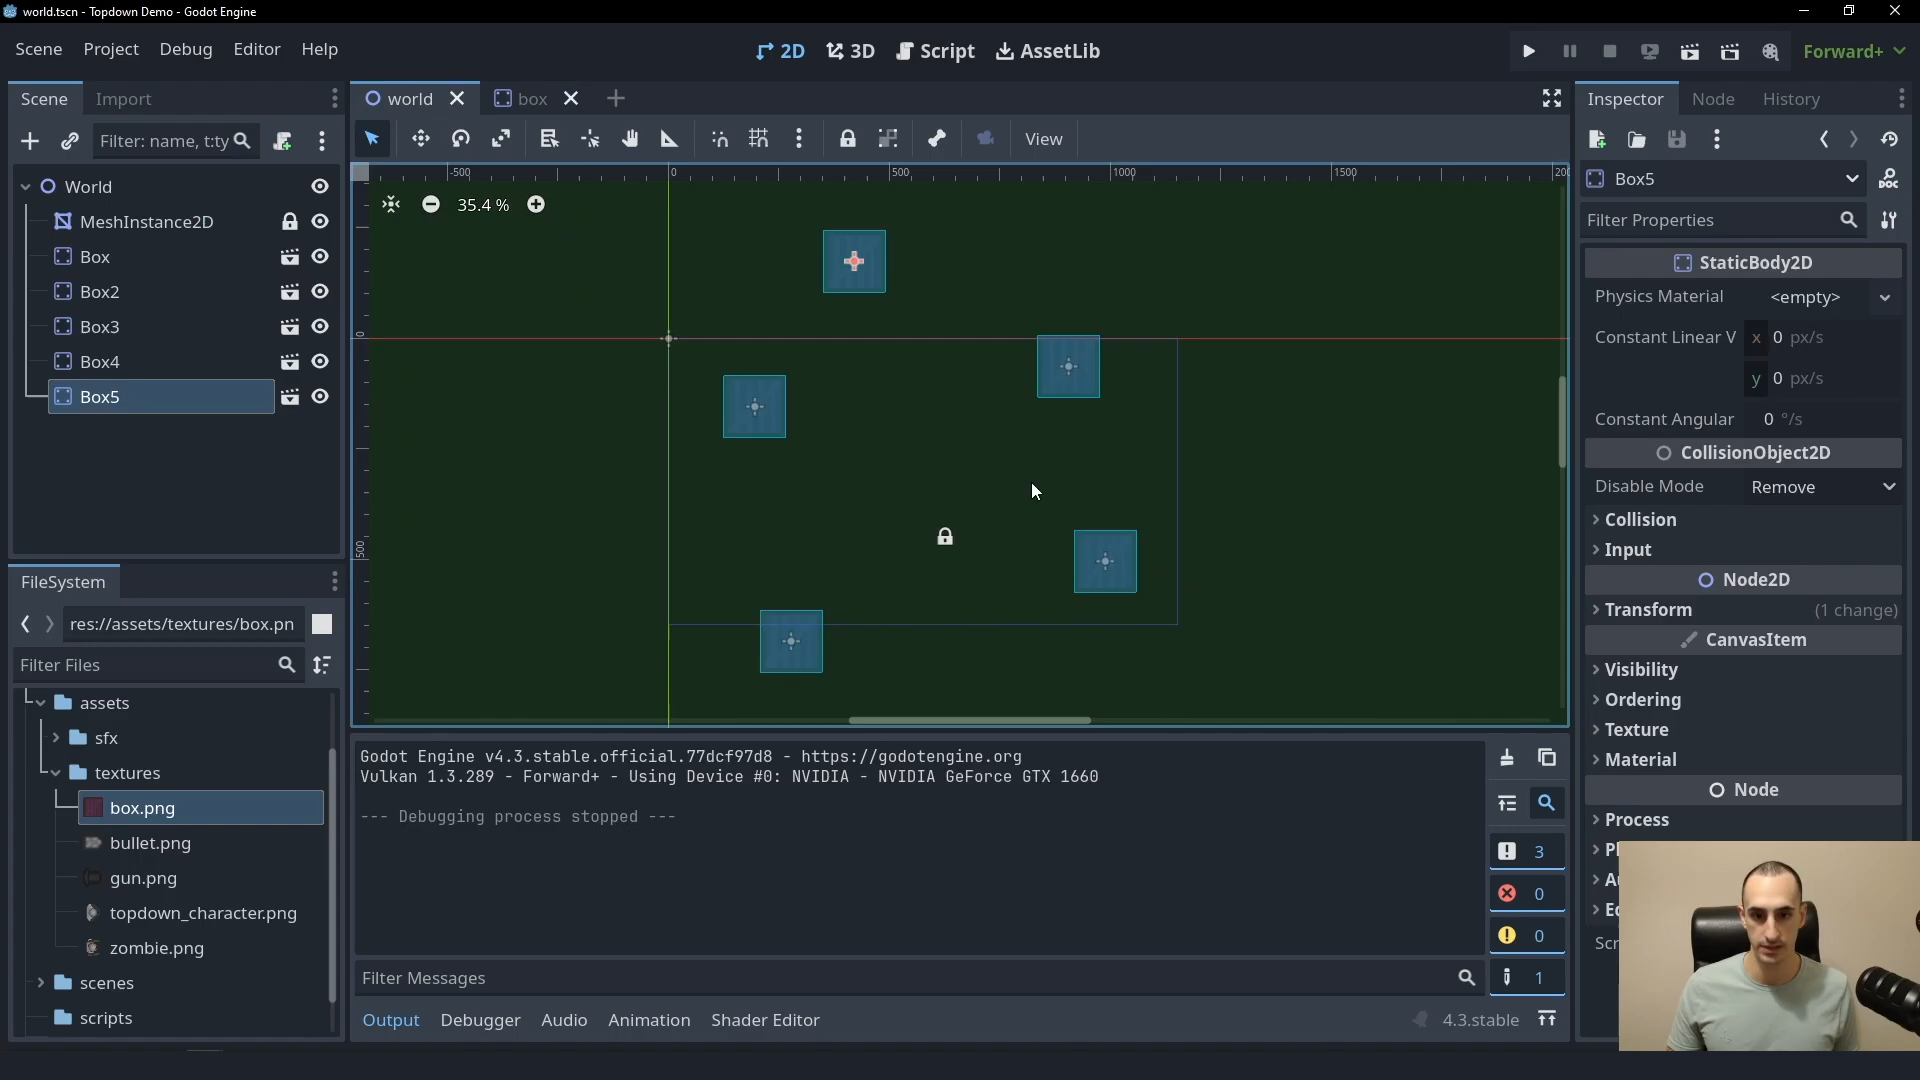 world.tscn - Topdown Demo - Godot Engine
Scene Project Debug Editor Help
2D 3D Script AssetLib
Forward+
Scene Import
world box
Inspector Node History
Filter: name, t:ty
View
Box5
Filter Properties
-500 0 500 1000 1500 200
35.4 %
0
500
World
MeshInstance2D
Box
Box2
Box3
Box4
Box5
StaticBody2D
Physics Material <empty>
Constant Linear V x 0 px/s
y 0 px/s
Constant Angular 0 °/s
CollisionObject2D
Disable Mode Remove
Collision
Input
Node2D
Transform (1 change)
CanvasItem
Visibility
Ordering
Texture
Material
Node
Process
FileSystem
res://assets/textures/box.pn
Filter Files
assets
sfx
textures
box.png
bullet.png
gun.png
topdown_character.png
zombie.png
scenes
scripts
Godot Engine v4.3.stable.official.77dcf97d8 - https://godotengine.org
Vulkan 1.3.289 - Forward+ - Using Device #0: NVIDIA - NVIDIA GeForce GTX 1660
--- Debugging process stopped ---
3
0
0
1
Filter Messages
Output Debugger Audio Animation Shader Editor
4.3.stable